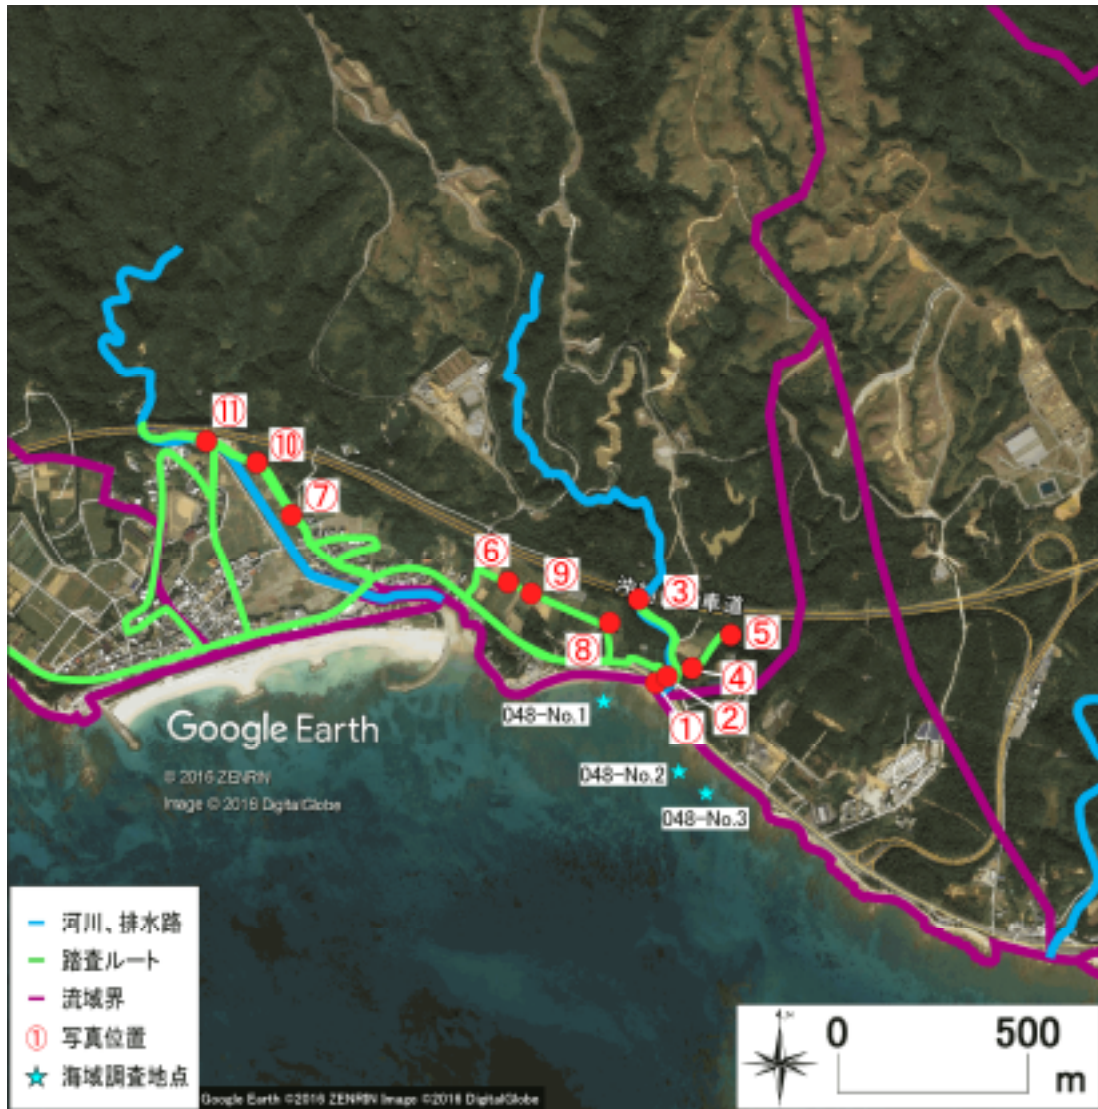 ⑪
⑩
⑦
⑥
⑨
③
車道
⑧
⑤
④
①
②
048-No.1
048-No.2
048-No.3
Google Earth
© 2016 ZENRIN
Image © 2016 DigitalGlobe
河川、排水路
踏査ルート
流域界
① 写真位置
海域調査地点
Google Earth ©2016 ZENRIN Image ©2016 DigitalGlobe
0 500
m